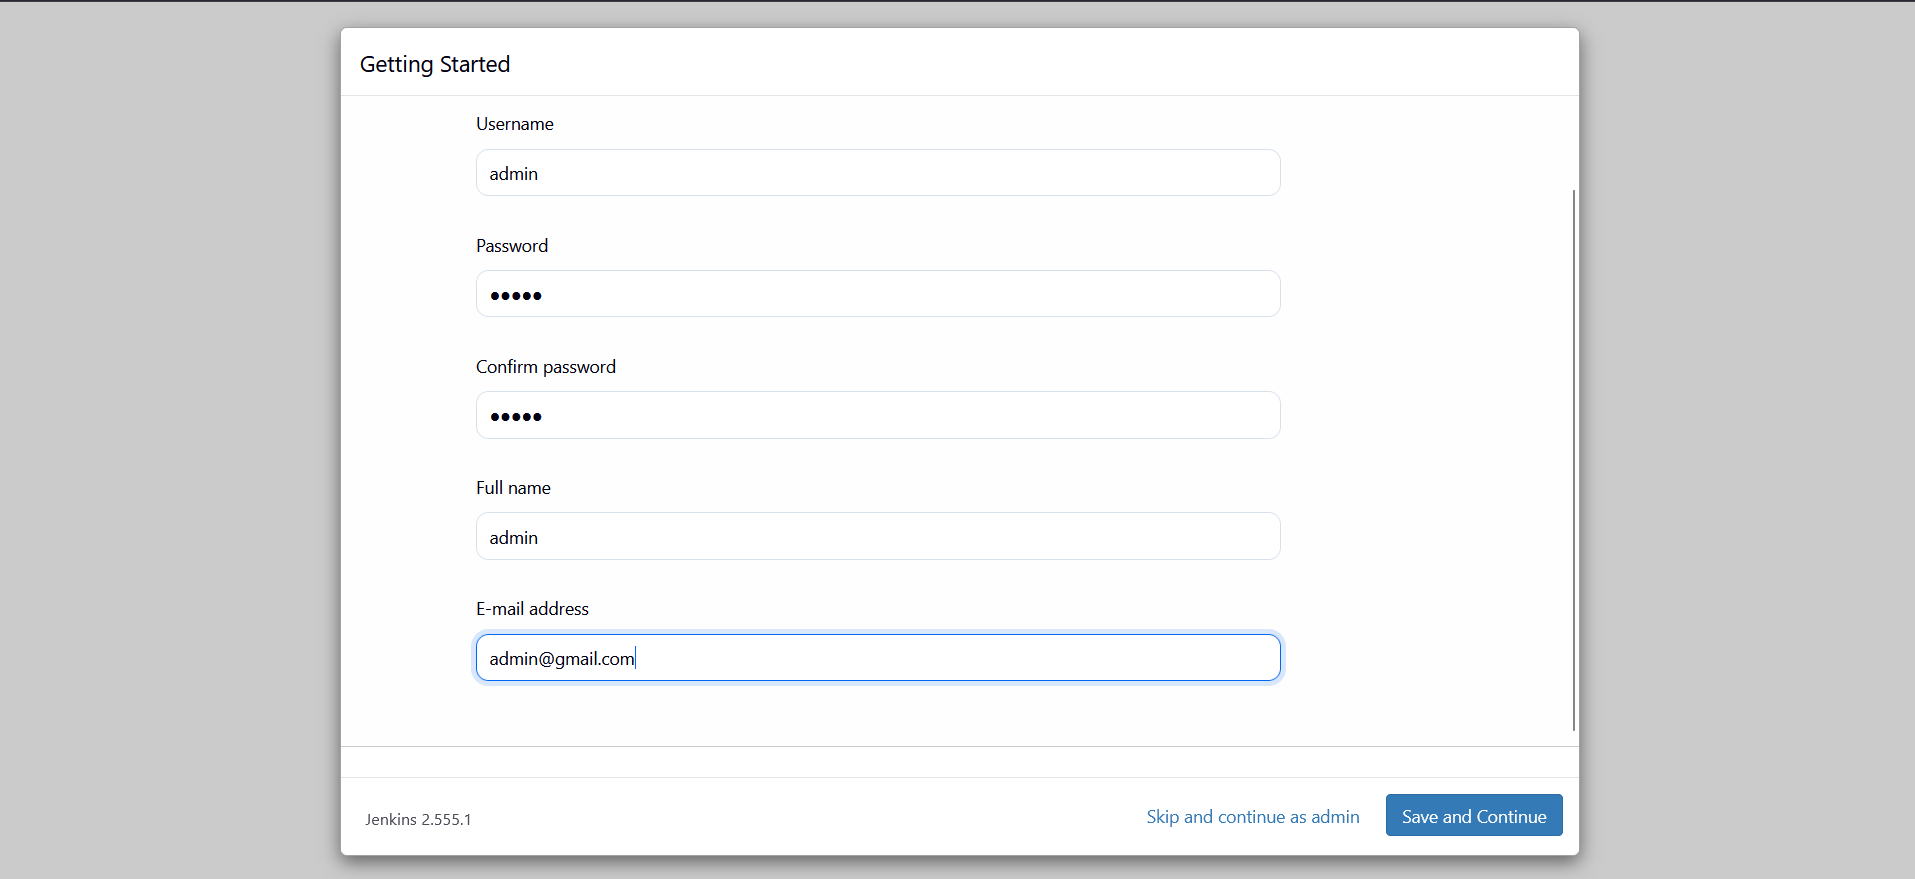 Getting Started
Username
admin
Password
•••••
Confirm password
•••••
Full name
admin
E-mail address
admin@gmail.com
Jenkins 2.555.1
Skip and continue as admin
Save and Continue